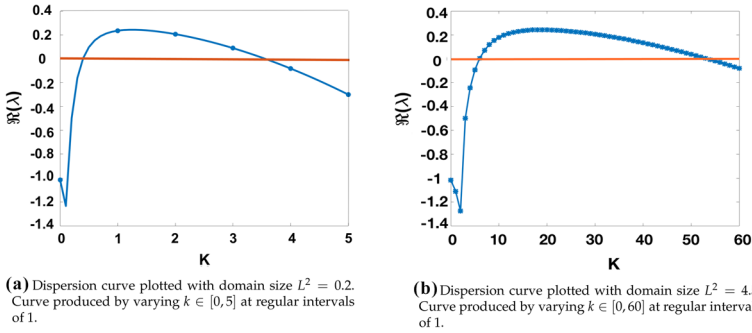 0.4
0.2
0
-0.2
-0.4
-0.6
-0.8
-1.0
-1.2
-1.4
ℜ(λ)
0 1 2 3 4 5
K
(a) Dispersion curve plotted with domain size L² = 0.2.
Curve produced by varying k ∈ [0, 5] at regular intervals
of 1.
0.4
0.2
0
-0.2
-0.4
-0.6
-0.8
-1
-1.2
-1.4
ℜ(λ)
0 10 20 30 40 50 60
K
(b) Dispersion curve plotted with domain size L² = 4.
Curve produced by varying k ∈ [0, 60] at regular interva
of 1.